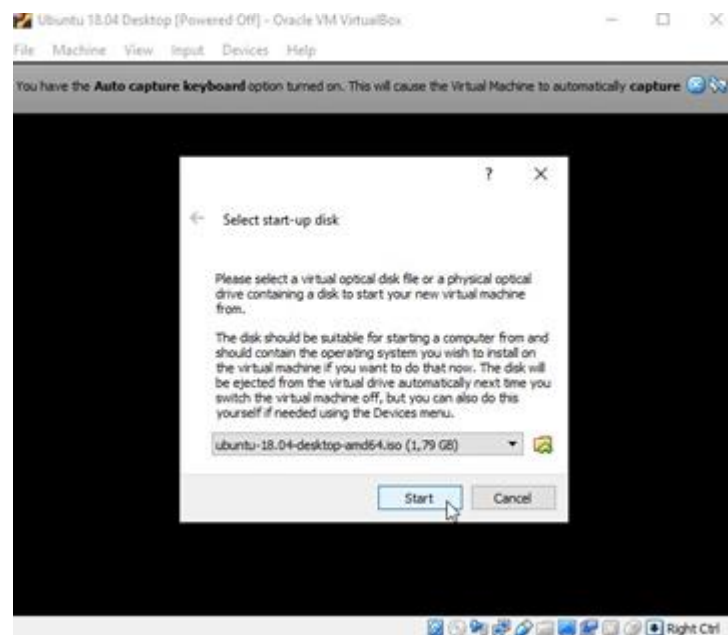 Ubuntu 18.04 Desktop [Powered Off] - Oracle VM VirtualBox
File Machine View Input Devices Help
You have the Auto capture keyboard option turned on. This will cause the Virtual Machine to automatically capture
Select start-up disk
Please select a virtual optical disk file or a physical optical
drive containing a disk to start your new virtual machine
from.
The disk should be suitable for starting a computer from and
should contain the operating system you wish to install on
the virtual machine if you want to do that now. The disk will
be ejected from the virtual drive automatically next time you
switch the virtual machine off, but you can also do this
yourself if needed using the Devices menu.
ubuntu-18.04-desktop-amd64.iso (1,79 GB)
Start Cancel
Right Ctrl